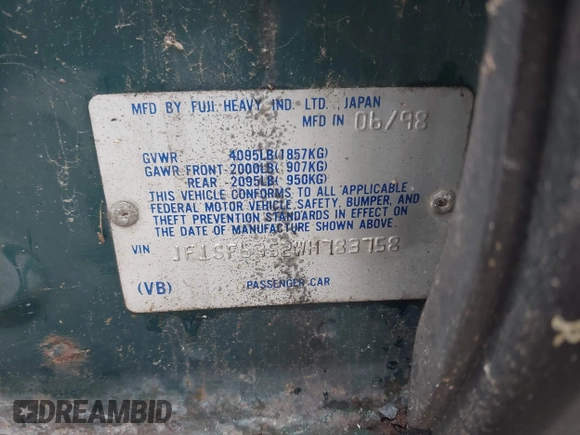 MFD BY FUJI HEAVY IND. LTD., JAPAN
MFD IN 06/98
GVWR 4095LB(1857KG)
GAWR FRONT-2000LB( 907KG)
REAR -2095LB( 950KG)
THIS VEHICLE CONFORMS TO ALL APPLICABLE
FEDERAL MOTOR VEHICLE SAFETY, BUMPER, AND
THEFT PREVENTION STANDARDS IN EFFECT ON
THE DATE OF MANUFACTURE SHOWN ABOVE.
VIN
(VB) PASSENGER CAR
DREAMBID